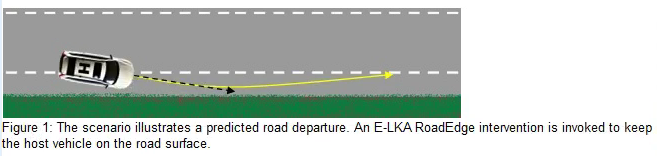 H
Figure 1: The scenario illustrates a predicted road departure. An E-LKA RoadEdge intervention is invoked to keep
the host vehicle on the road surface.